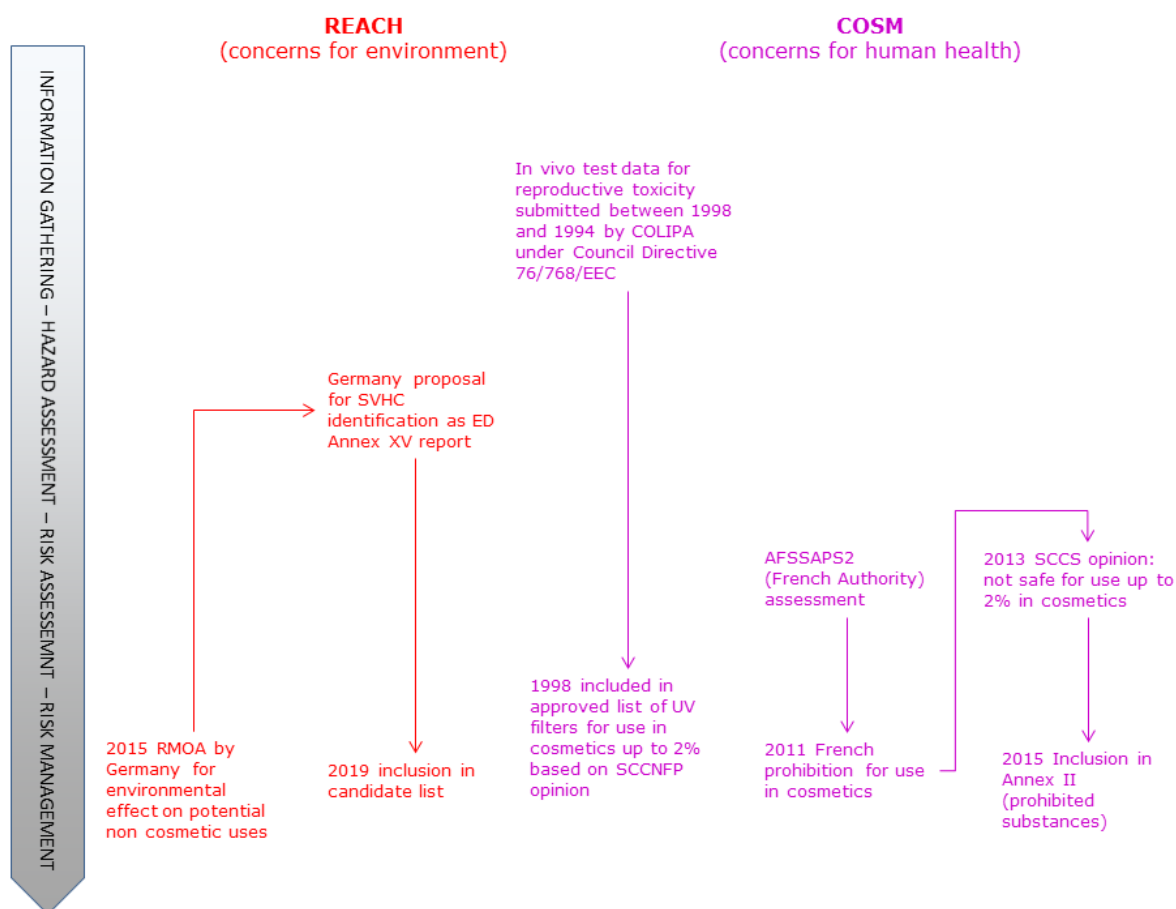 REACH
(concerns for environment)
COSM
(concerns for human health)
INFORMATION GATHERING – HAZARD ASSESSMENT – RISK ASSESSEMNT – RISK MANAGEMENT
In vivo test data for
reproductive toxicity
submitted between 1998
and 1994 by COLIPA
under Council Directive
76/768/EEC
Germany proposal
for SVHC
identification as ED
Annex XV report
AFSSAPS2
(French Authority)
assessment
2013 SCCS opinion:
not safe for use up to
2% in cosmetics
2015 RMOA by
Germany for
environmental
effect on potential
non cosmetic uses
2019 inclusion in
candidate list
1998 included in
approved list of UV
filters for use in
cosmetics up to 2%
based on SCCNFP
opinion
2011 French
prohibition for use
in cosmetics
2015 Inclusion in
Annex II
(prohibited
substances)